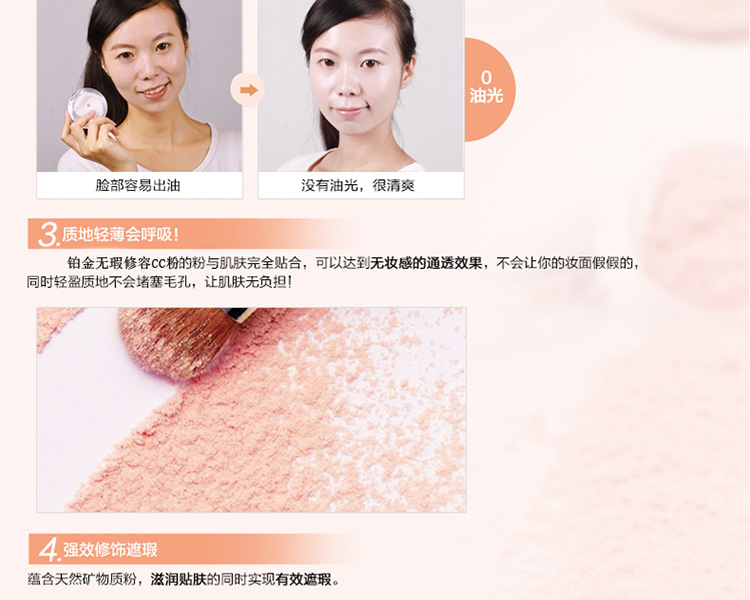 0
油光
脸部容易出油
没有油光，很清爽
3.质地轻薄会呼吸！
铂金无瑕修容CC粉的粉与肌肤完全贴合，可以达到无妆感的通透效果，不会让你的妆面假假的，
同时轻盈质地不会堵塞毛孔，让肌肤无负担！
4.强效修饰遮瑕
蕴含天然矿物质粉，滋润贴肤的同时实现有效遮瑕。